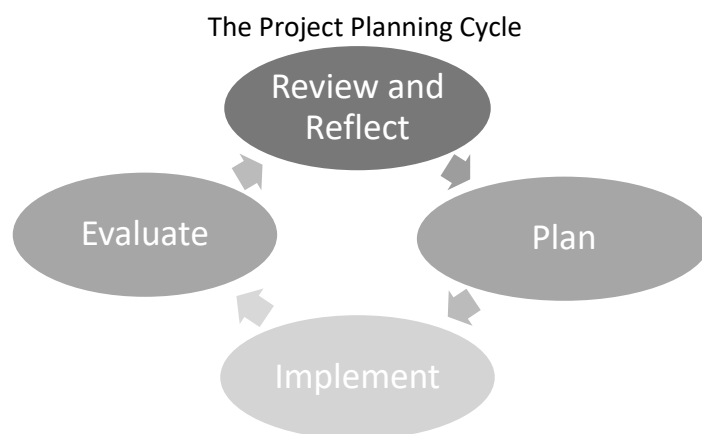 The Project Planning Cycle
Review and
Reflect
Evaluate
Plan
Implement